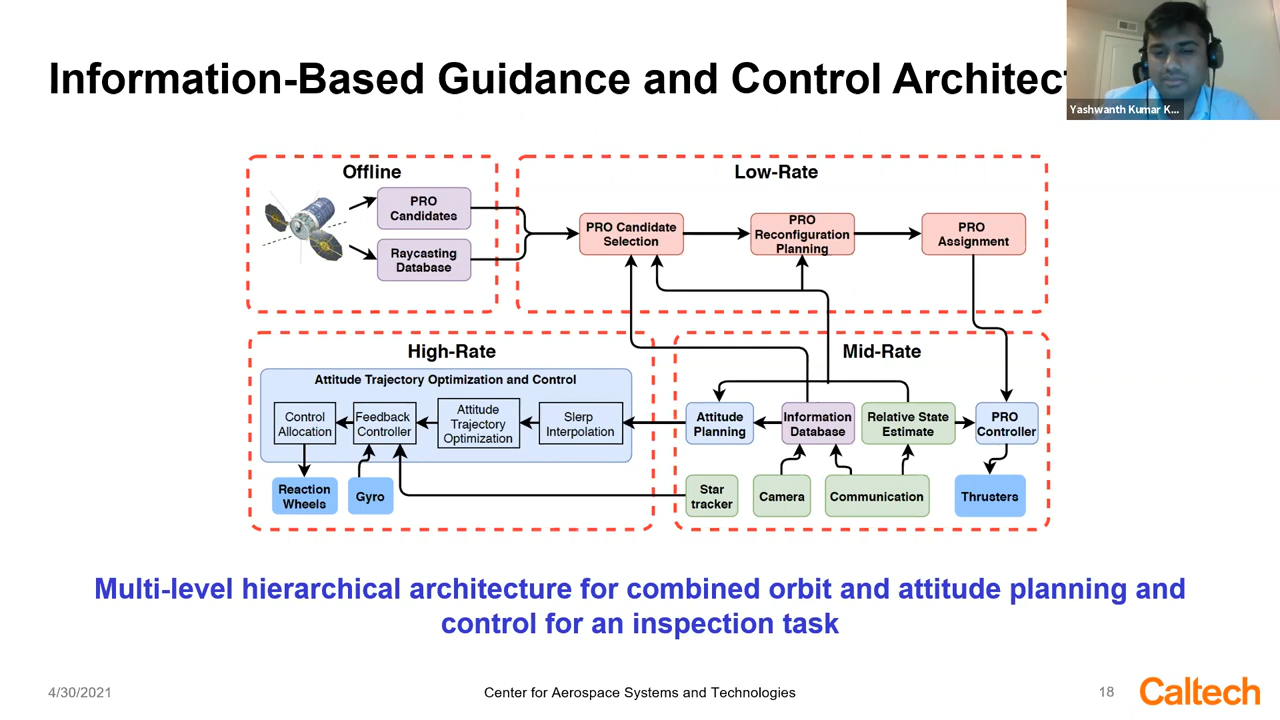 Information-Based Guidance and Control Architect
Yashwanth Kumar K...
Offline
PRO
Candidates
Raycasting
Database
Low-Rate
PRO Candidate
Selection
PRO
Reconfiguration
Planning
PRO
Assignment
High-Rate
Attitude Trajectory Optimization and Control
Control
Allocation
Feedback
Controller
Attitude
Trajectory
Optimization
Slerp
Interpolation
Reaction
Wheels
Gyro
Mid-Rate
Attitude
Planning
Information
Database
Relative State
Estimate
PRO
Controller
Star
tracker
Camera
Communication
Thrusters
Multi-level hierarchical architecture for combined orbit and attitude planning and
control for an inspection task
4/30/2021
Center for Aerospace Systems and Technologies
18
Caltech